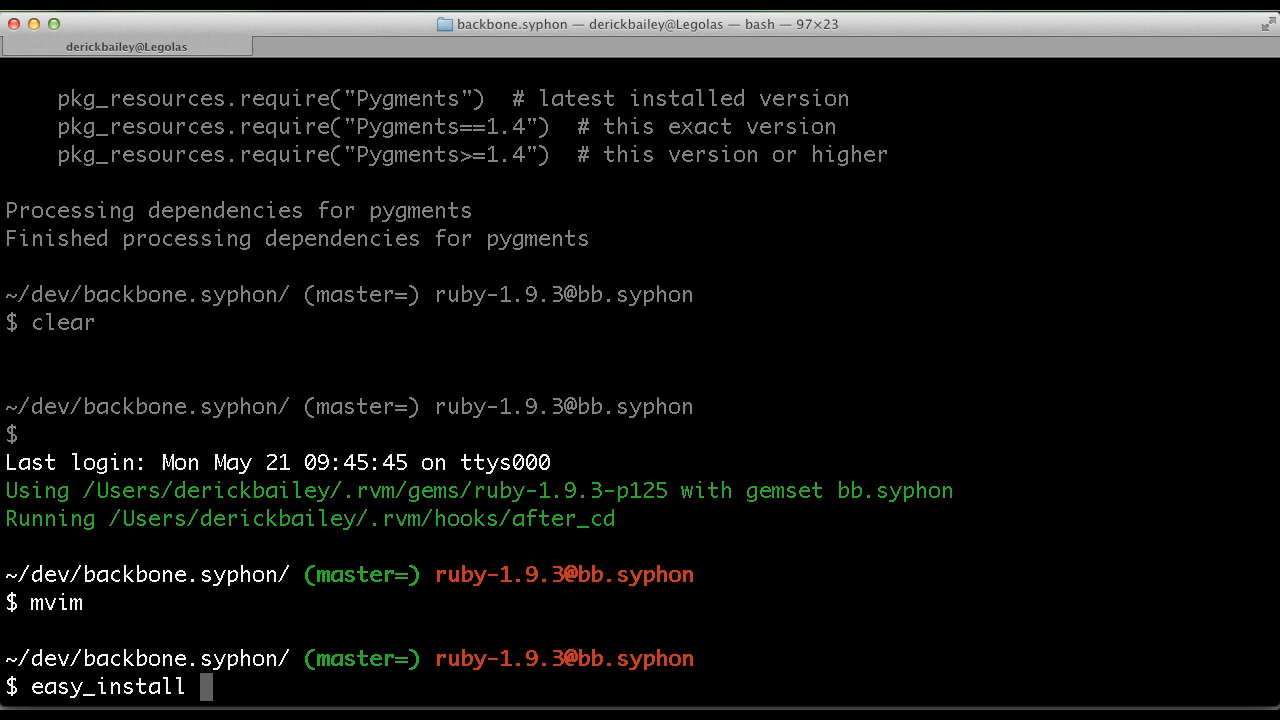 backbone.syphon — derickbailey@Legolas — bash — 97×23
derickbailey@Legolas
pkg_resources.require("Pygments")  # latest installed version
pkg_resources.require("Pygments==1.4")  # this exact version
pkg_resources.require("Pygments>=1.4")  # this version or higher
Processing dependencies for pygments
Finished processing dependencies for pygments
~/dev/backbone.syphon/ (master=) ruby-1.9.3@bb.syphon
$ clear
~/dev/backbone.syphon/ (master=) ruby-1.9.3@bb.syphon
$
Last login: Mon May 21 09:45:45 on ttys000
Using /Users/derickbailey/.rvm/gems/ruby-1.9.3-p125 with gemset bb.syphon
Running /Users/derickbailey/.rvm/hooks/after_cd
~/dev/backbone.syphon/ (master=) ruby-1.9.3@bb.syphon
$ mvim
~/dev/backbone.syphon/ (master=) ruby-1.9.3@bb.syphon
$ easy_install